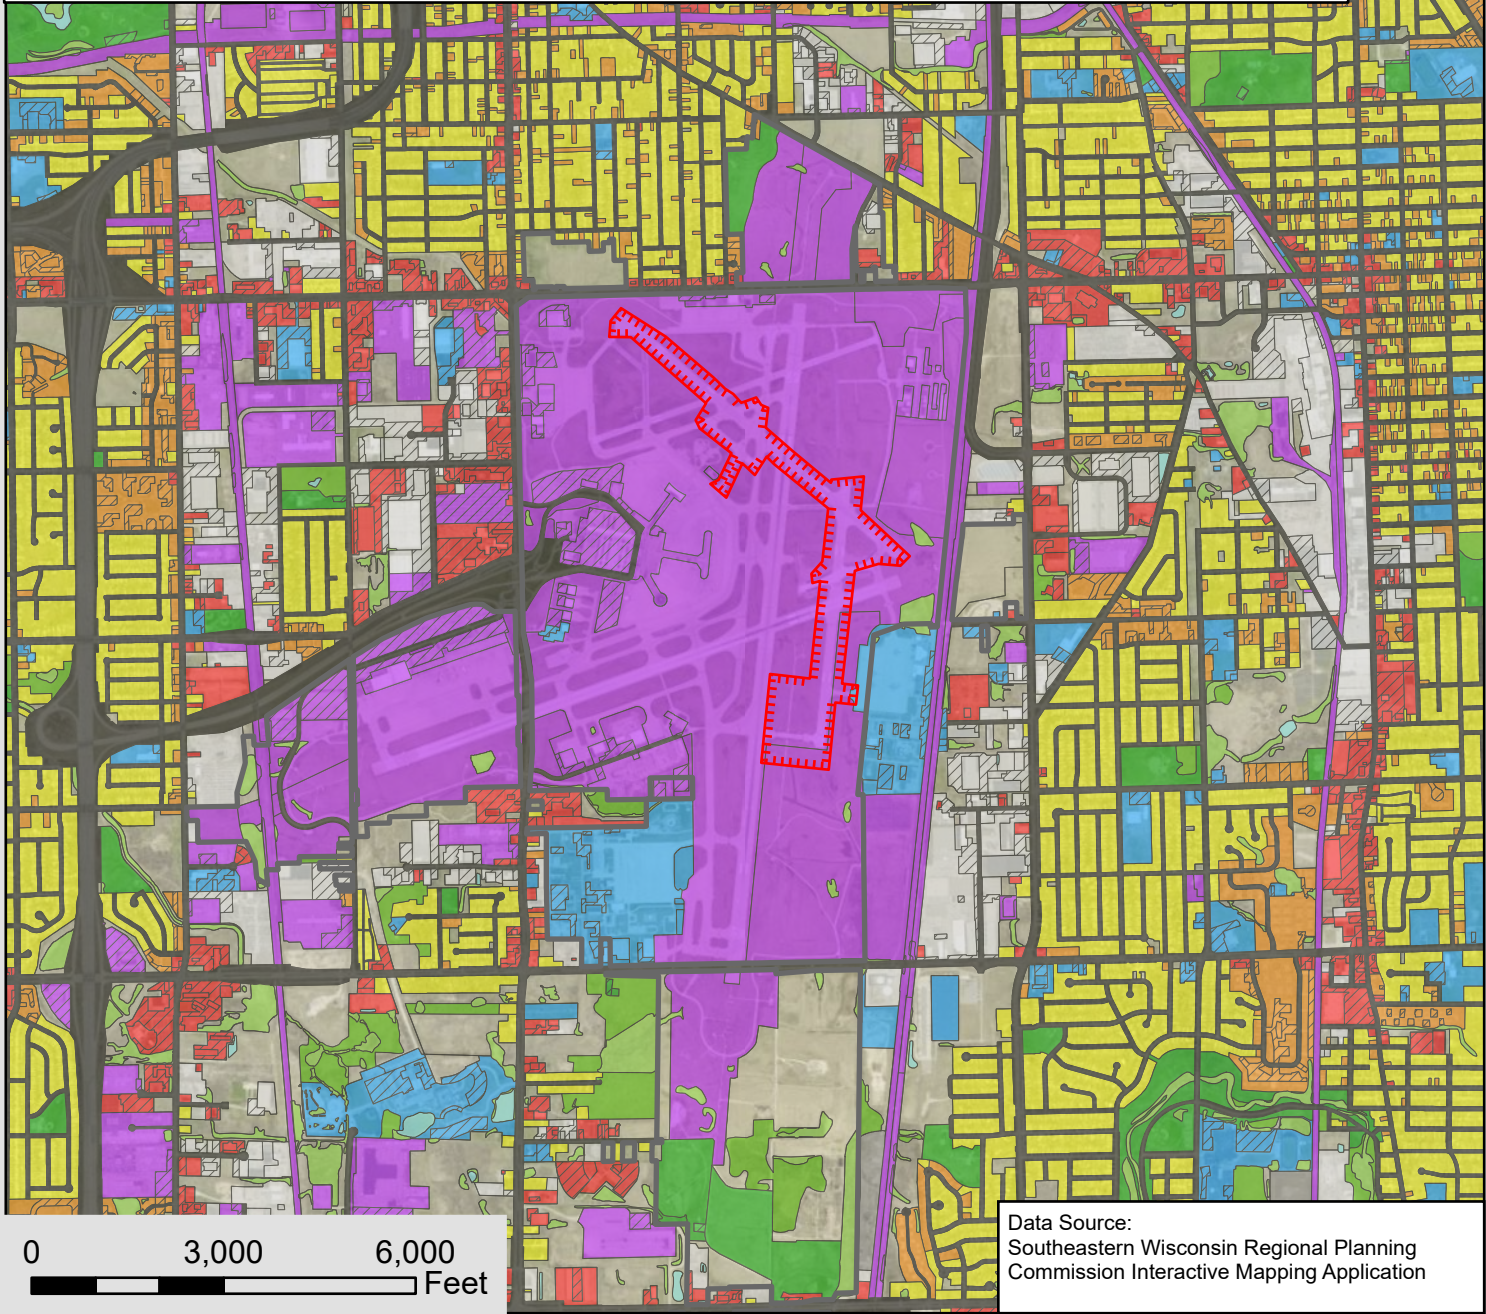 0 3,000 6,000
Feet
Data Source:
Southeastern Wisconsin Regional Planning
Commission Interactive Mapping Application